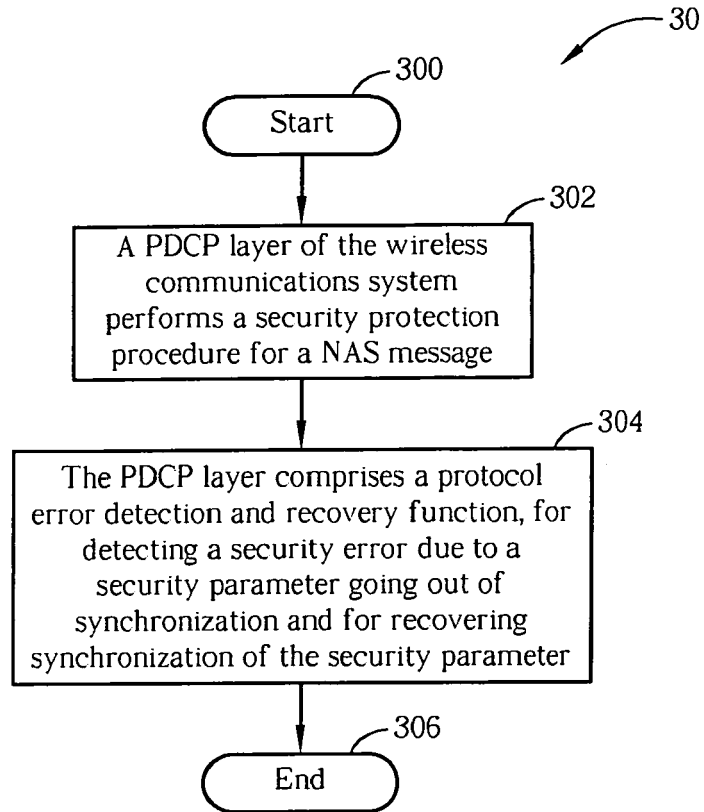 30
300
Start
302
A PDCP layer of the wireless
communications system
performs a security protection
procedure for a NAS message
304
The PDCP layer comprises a protocol
error detection and recovery function, for
detecting a security error due to a
security parameter going out of
synchronization and for recovering
synchronization of the security parameter
306
End